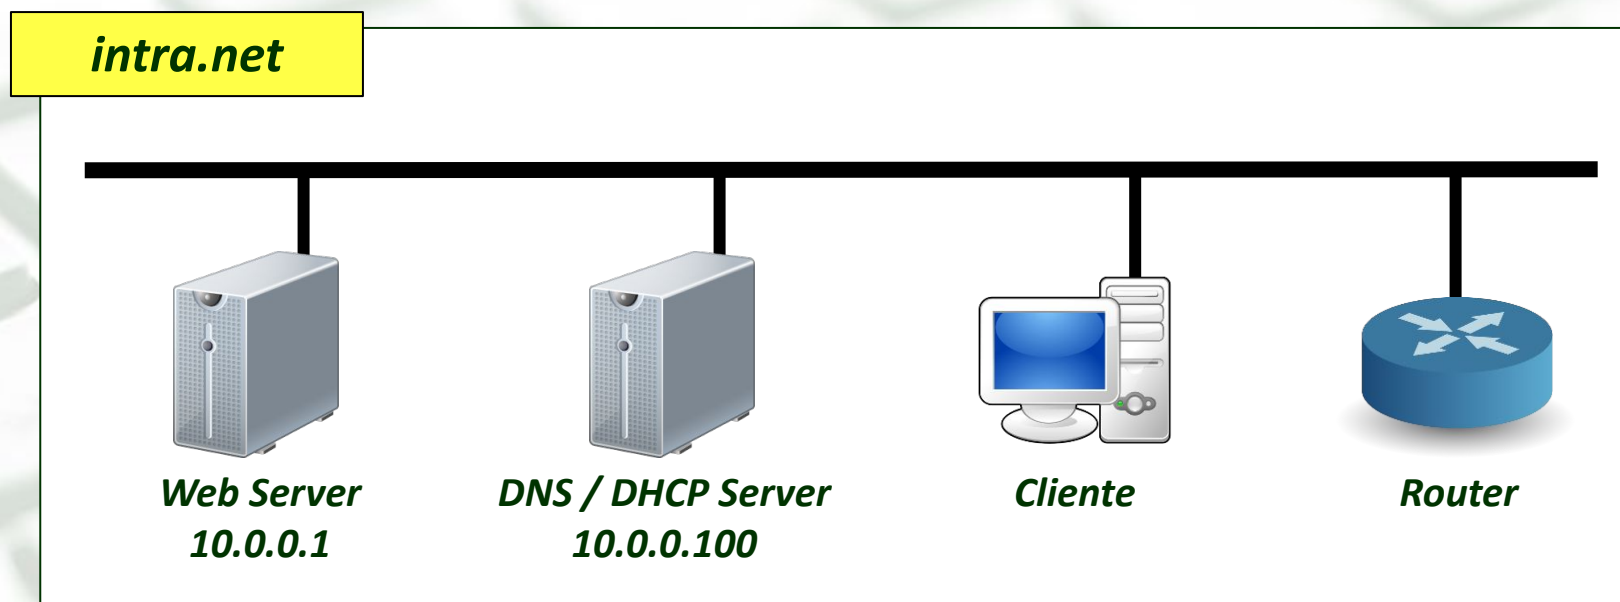 intra.net
Web Server
10.0.0.1
DNS / DHCP Server
10.0.0.100
Cliente
Router